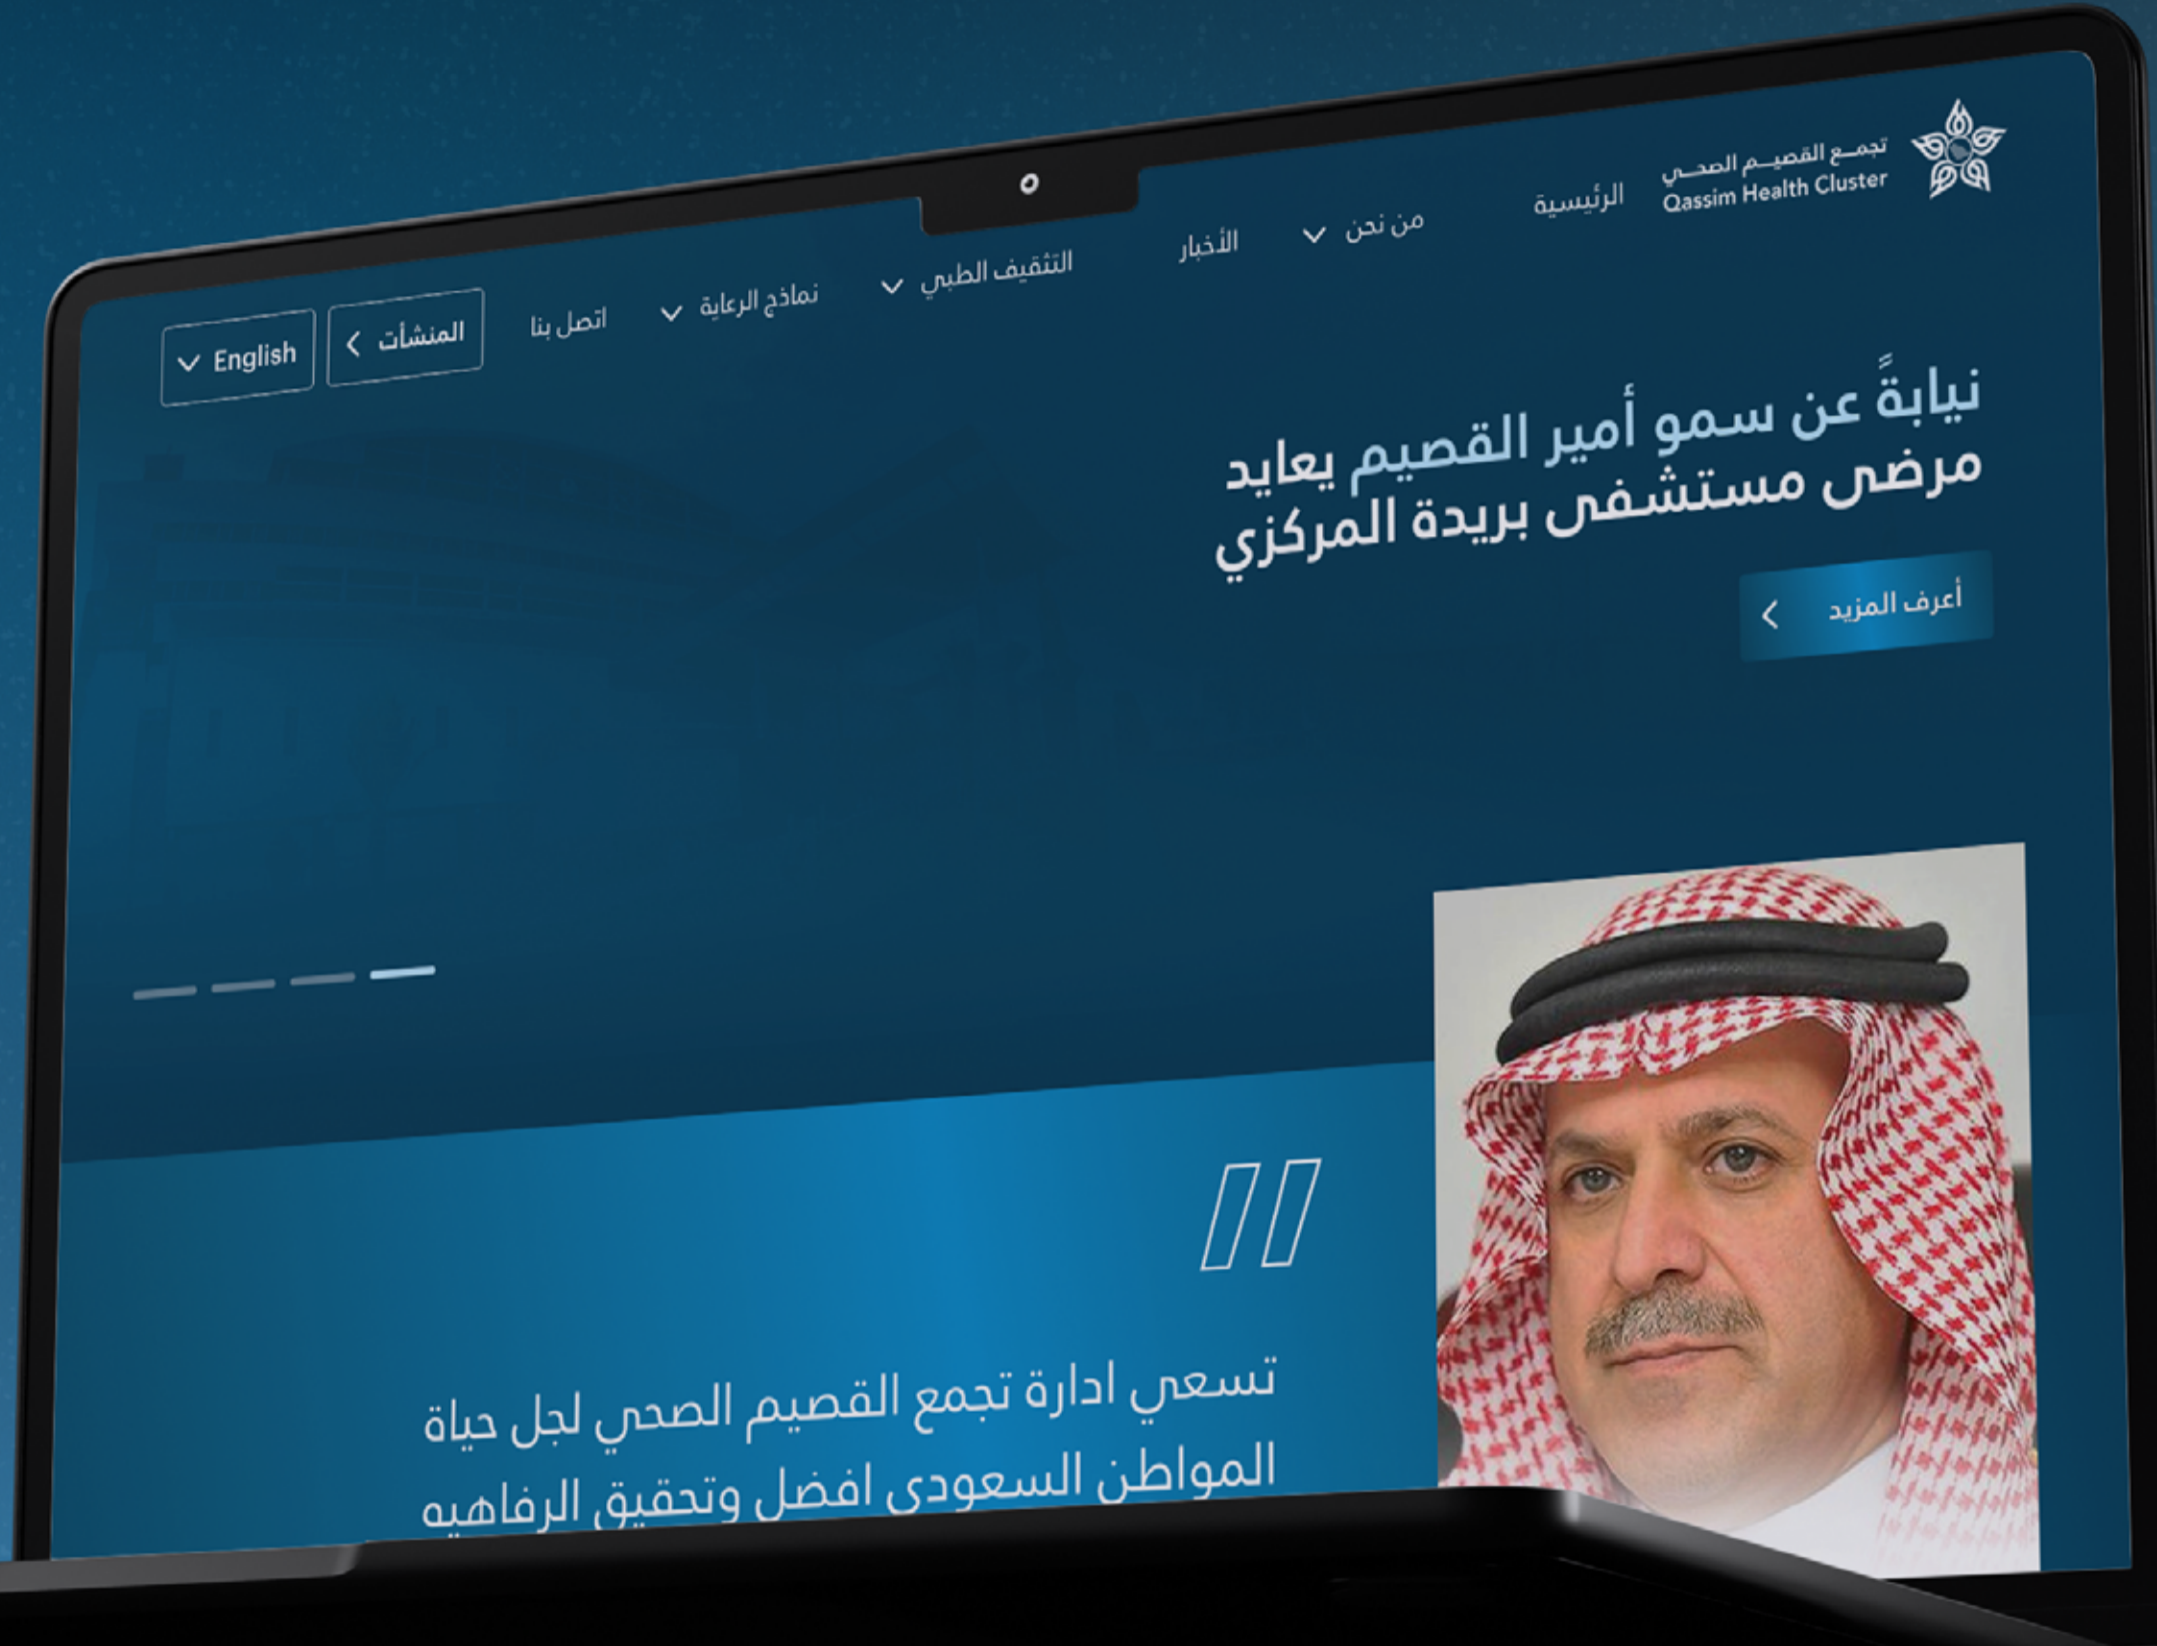 تجمع القصيم الصحي
Qassim Health Cluster
الرئيسية
من نحن
الأخبار
التثقيف الطبي
نماذج الرعاية
اتصل بنا
المنشأت
English
نيابةً عن سمو أمير القصيم يعايد
مرضى مستشفى بريدة المركزي
أعرف المزيد
تسعي ادارة تجمع القصيم الصحي لجل حياة
المواطن السعودي افضل وتحقيق الرفاهيه